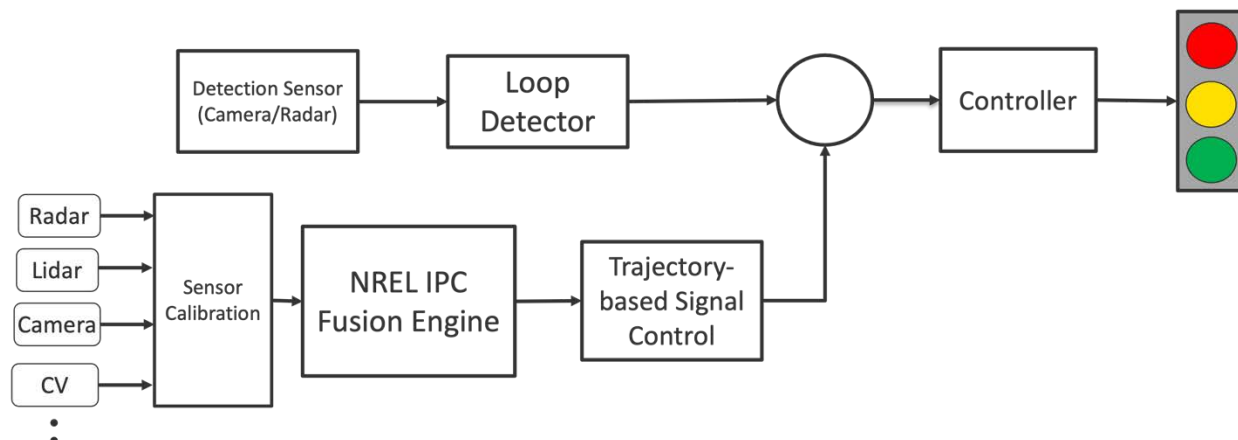 Detection Sensor
(Camera/Radar)
Loop
Detector
Controller
Radar
Lidar
Camera
CV
Sensor
Calibration
NREL IPC
Fusion Engine
Trajectory-
based Signal
Control